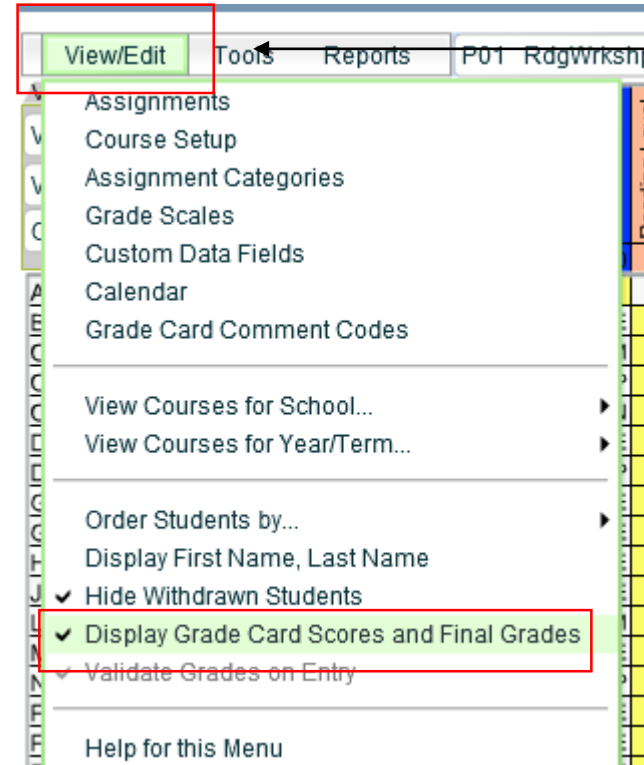 View/Edit Tools Reports P01 RdgWrksh
Assignments
Course Setup
Assignment Categories
Grade Scales
Custom Data Fields
Calendar
Grade Card Comment Codes
View Courses for School...
View Courses for Year/Term...
Order Students by...
Display First Name, Last Name
Hide Withdrawn Students
Display Grade Card Scores and Final Grades
Validate Grades on Entry
Help for this Menu